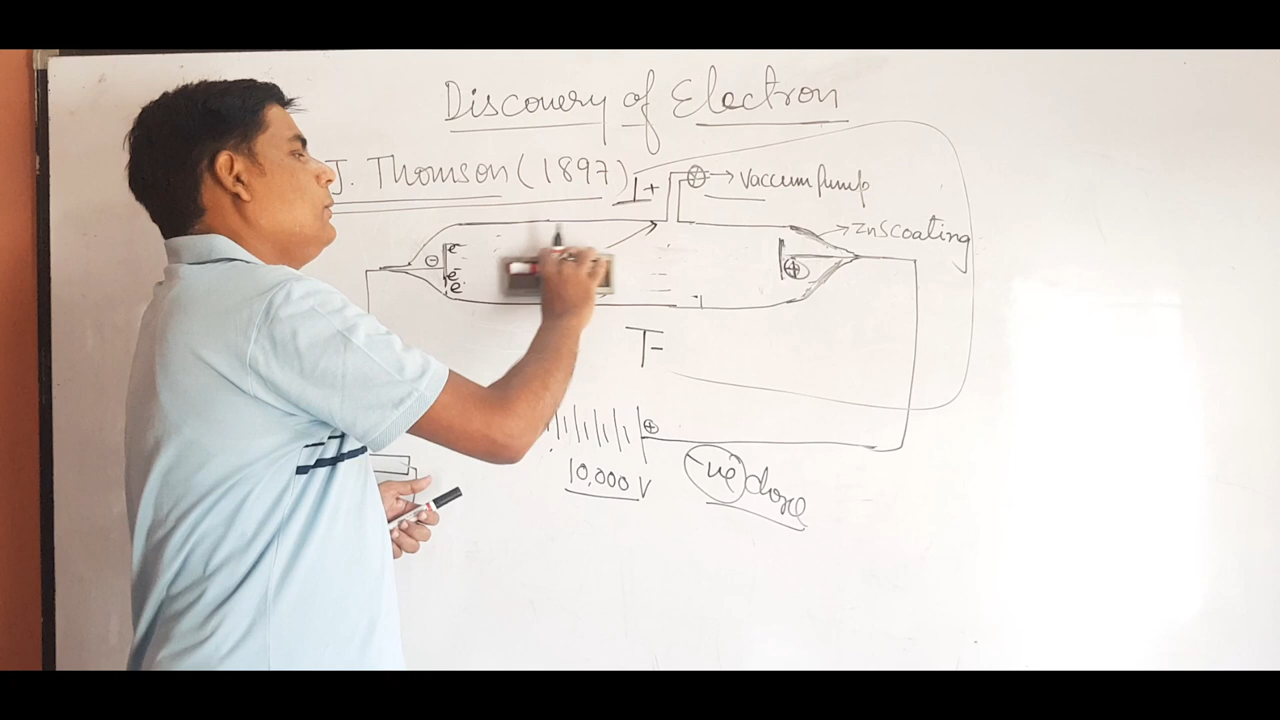 Discovery of Electron
J. Thomson (1897)
+
⊕ → Vaccum pump
→ ZnS coating
⊖ e⁻
e⁻
e⁻
⊕
-
⊕
10,000 V
-ve charge